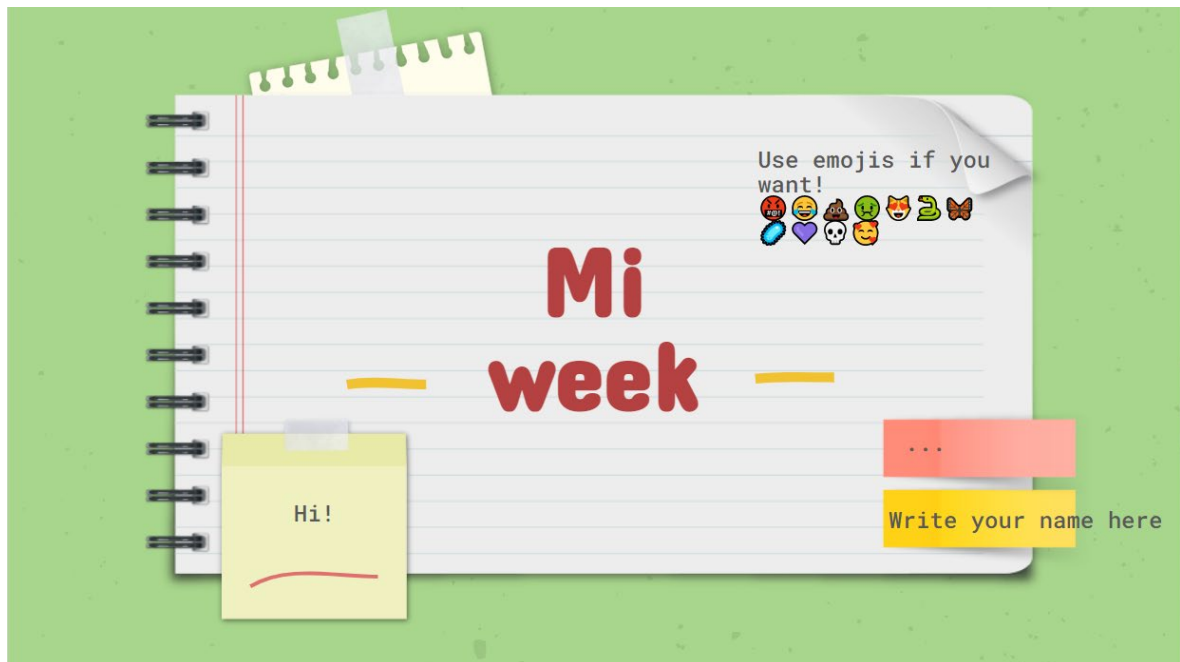 Use emojis if you
want!
🤬😂💩🤢😻🐍🦋
🦠💜💀🥰
Mi
week
...
Hi!
Write your name here